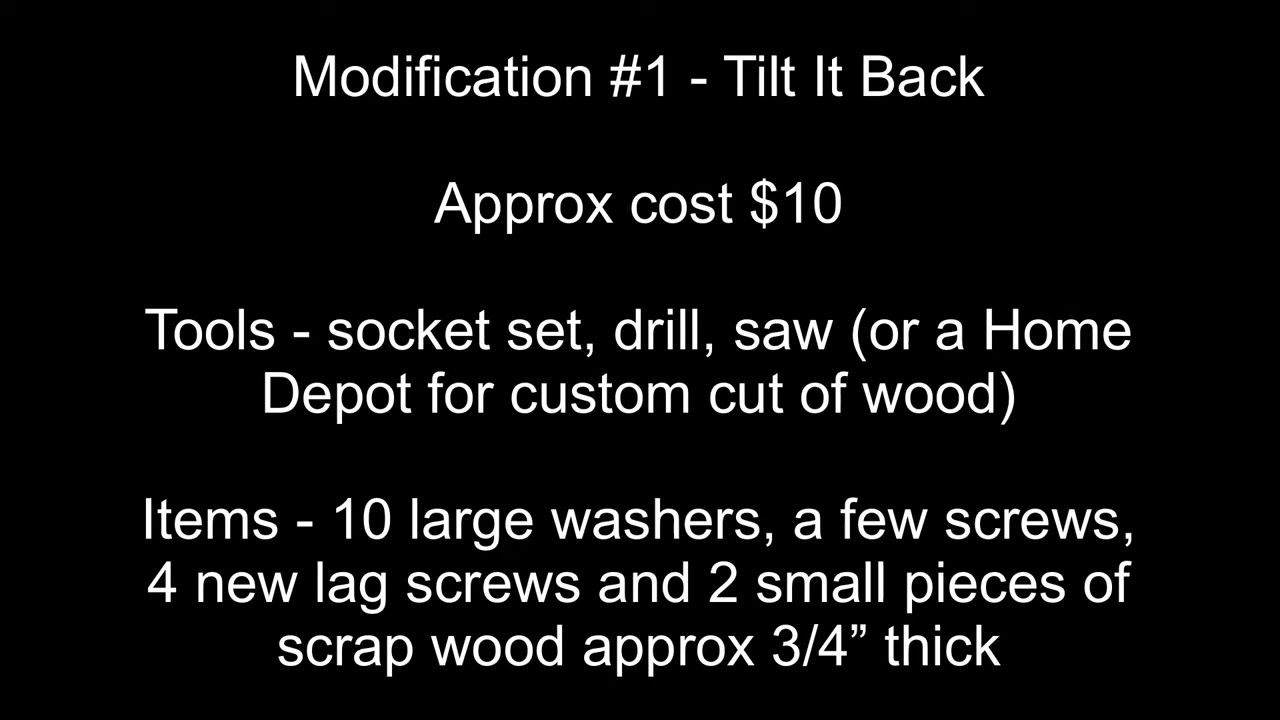 Modification #1 - Tilt It Back
Approx cost $10
Tools - socket set, drill, saw (or a Home
Depot for custom cut of wood)
Items - 10 large washers, a few screws,
4 new lag screws and 2 small pieces of
scrap wood approx 3/4” thick